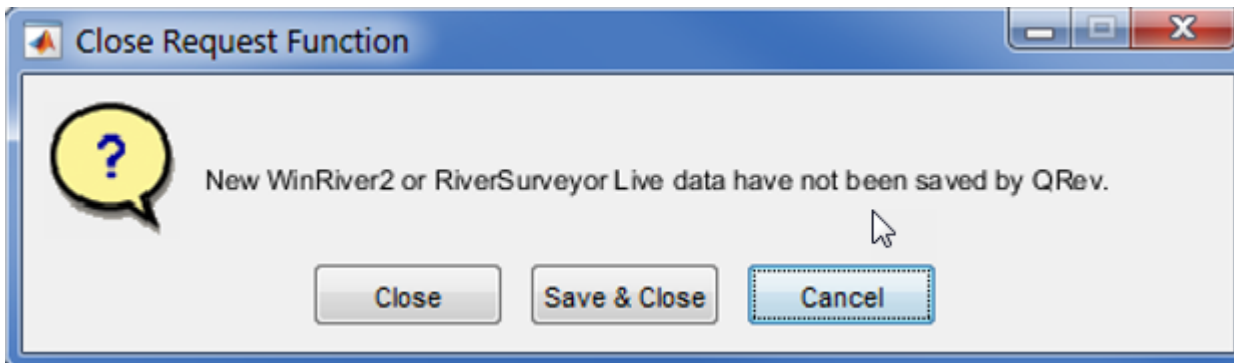 Close Request Function
New WinRiver2 or RiverSurveyor Live data have not been saved by QRev.
Close
Save & Close
Cancel